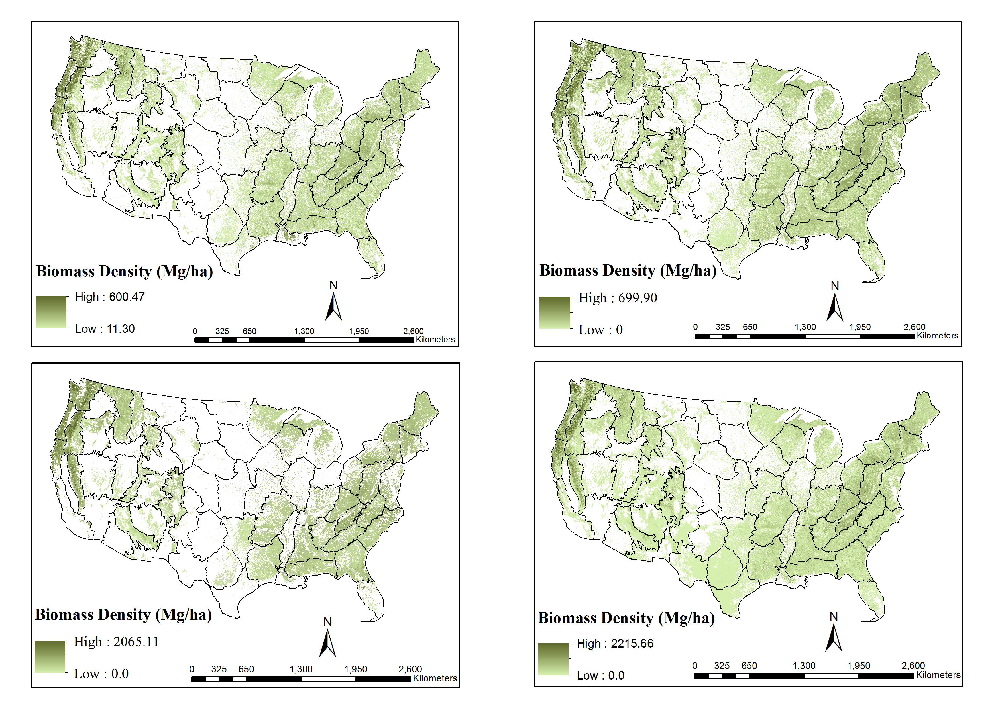 Biomass Density (Mg/ha)
High : 600.47
Low : 11.30
N
0 325 650 1,300 1,950 2,600
Kilometers
Biomass Density (Mg/ha)
High : 699.90
Low : 0
N
0 325 650 1,300 1,950 2,600
Kilometers
Biomass Density (Mg/ha)
High : 2065.11
Low : 0.0
N
0 325 650 1,300 1,950 2,600
Kilometers
Biomass Density (Mg/ha)
High : 2215.66
Low : 0.0
N
0 325 650 1,300 1,950 2,600
Kilometers